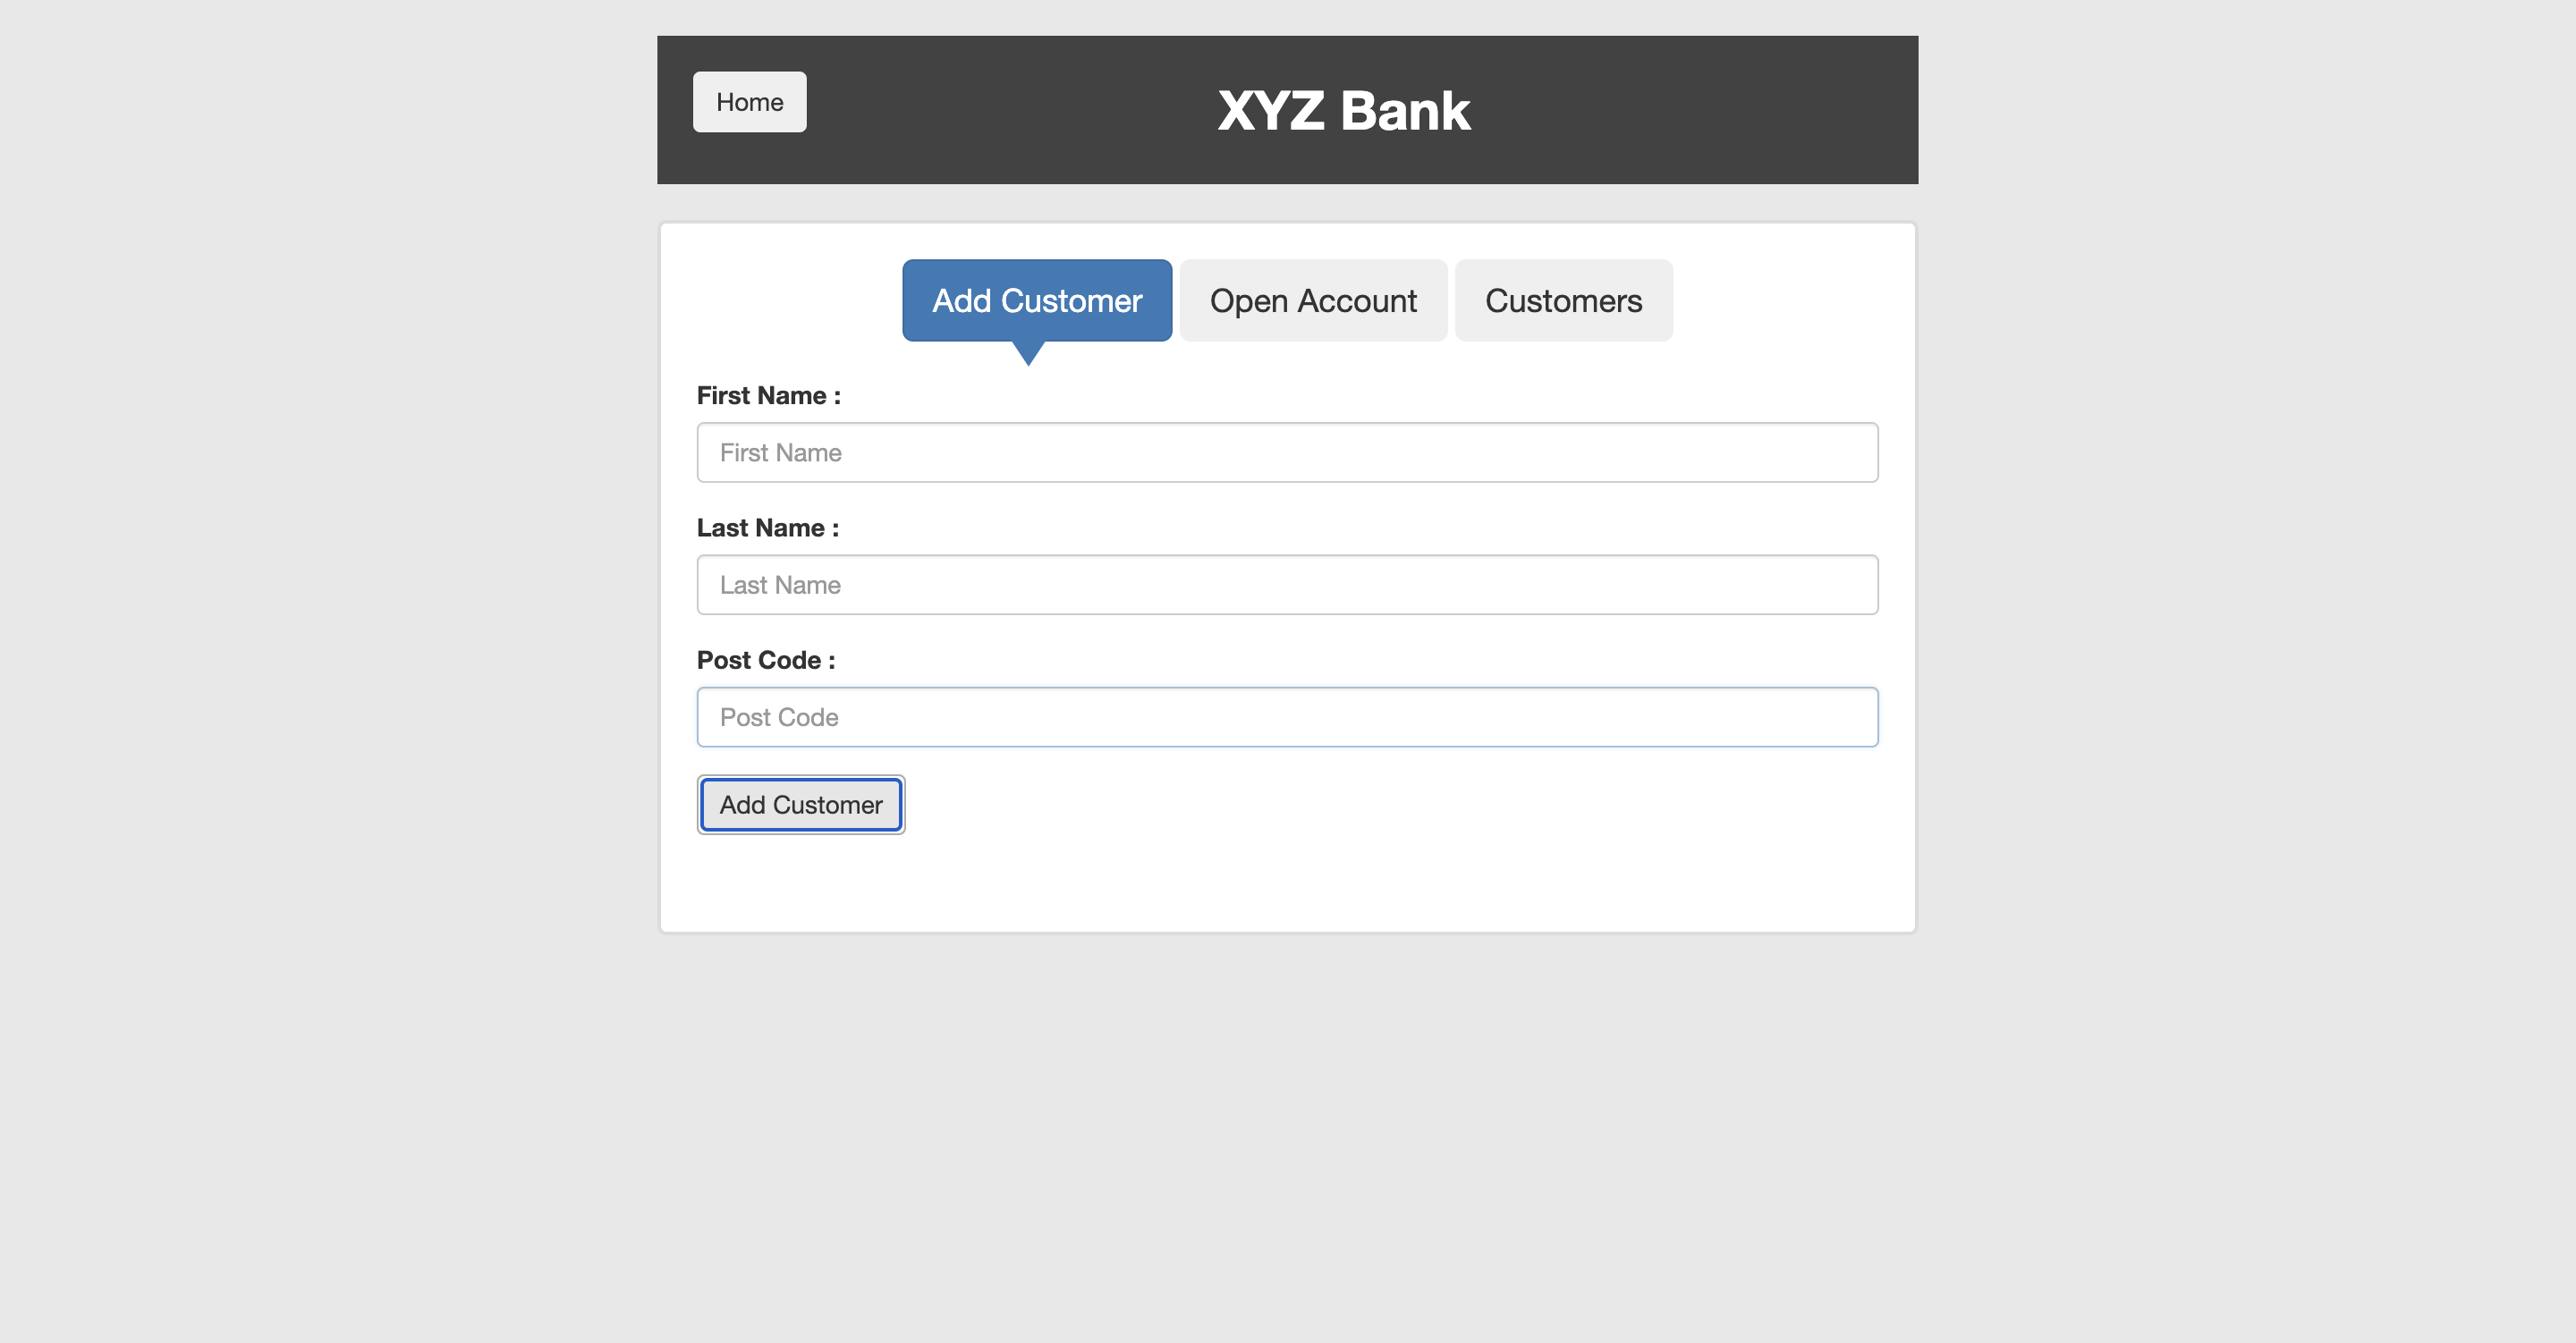 Home
XYZ Bank
Add Customer Open Account Customers
First Name :
First Name
Last Name :
Last Name
Post Code :
Post Code
Add Customer